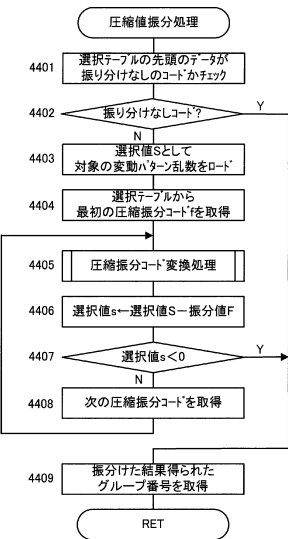 圧縮値振分処理
4401
選択テーブルの先頭のデータが
振り分けなしのコードかチェック
4402
振り分けなしコード?
Y
N
4403
選択値Sとして
対象の変動パターン乱数をロード
4404
選択テーブルから
最初の圧縮振分コードfを取得
4405
圧縮振分コード変換処理
4406
選択値s←選択値S－振分値F
4407
選択値s<0
Y
N
4408
次の圧縮振分コードを取得
4409
振分けた結果得られた
グループ番号を取得
RET